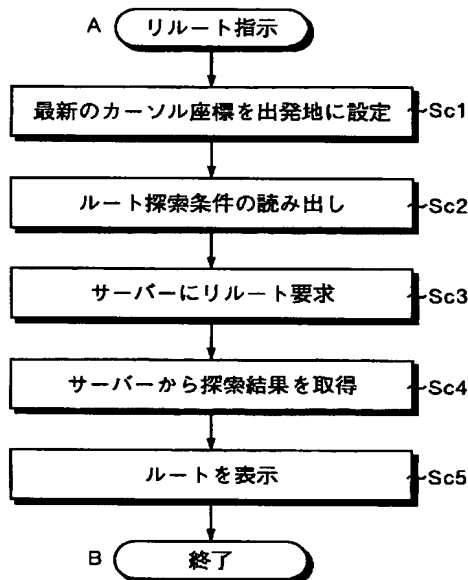 A リルート指示
最新のカーソル座標を出発地に設定 Sc1
ルート探索条件の読み出し Sc2
サーバーにリルート要求 Sc3
サーバーから探索結果を取得 Sc4
ルートを表示 Sc5
B 終了